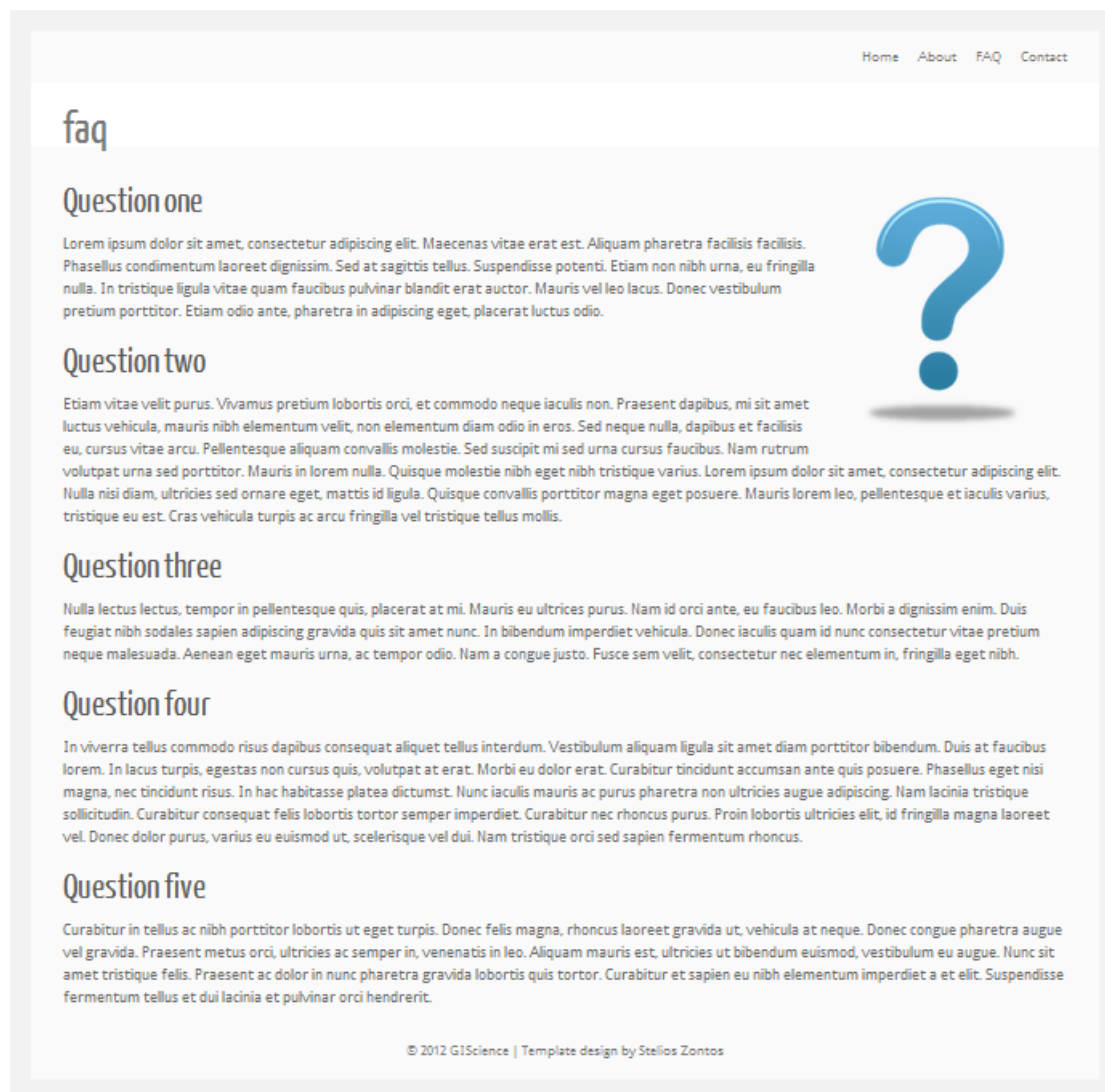 Home About FAQ Contact
faq
Question one
Lorem ipsum dolor sit amet, consectetur adipiscing elit. Maecenas vitae erat est. Aliquam pharetra facilisis facilisis.
Phasellus condimentum laoreet dignissim. Sed at sagittis tellus. Suspendisse potenti. Etiam non nibh urna, eu fringilla
nulla. In tristique ligula vitae quam faucibus pulvinar blandit erat auctor. Mauris vel leo lacus. Donec vestibulum
pretium porttitor. Etiam odio ante, pharetra in adipiscing eget, placerat luctus odio.
Question two
Etiam vitae velit purus. Vivamus pretium lobortis orci, et commodo neque iaculis non. Praesent dapibus, mi sit amet
luctus vehicula, mauris nibh elementum velit, non elementum diam odio in eros. Sed neque nulla, dapibus et facilisis
eu, cursus vitae arcu. Pellentesque aliquam convallis molestie. Sed suscipit mi sed urna cursus faucibus. Nam rutrum
volutpat urna sed porttitor. Mauris in lorem nulla. Quisque molestie nibh eget nibh tristique varius. Lorem ipsum dolor sit amet, consectetur adipiscing elit.
Nulla nisi diam, ultricies sed ornare eget, mattis id ligula. Quisque convallis porttitor magna eget posuere. Mauris lorem leo, pellentesque et iaculis varius,
tristique eu est. Cras vehicula turpis ac arcu fringilla vel tristique tellus mollis.
Question three
Nulla lectus lectus, tempor in pellentesque quis, placerat at mi. Mauris eu ultrices purus. Nam id orci ante, eu faucibus leo. Morbi a dignissim enim. Duis
feugiat nibh sodales sapien adipiscing gravida quis sit amet nunc. In bibendum imperdiet vehicula. Donec iaculis quam id nunc consectetur vitae pretium
neque malesuada. Aenean eget mauris urna, ac tempor odio. Nam a congue justo. Fusce sem velit, consectetur nec elementum in, fringilla eget nibh.
Question four
In viverra tellus commodo risus dapibus consequat aliquet tellus interdum. Vestibulum aliquam ligula sit amet diam porttitor bibendum. Duis at faucibus
lorem. In lacus turpis, egestas non cursus quis, volutpat at erat. Morbi eu dolor erat. Curabitur tincidunt accumsan ante quis posuere. Phasellus eget nisi
magna, nec tincidunt risus. In hac habitasse platea dictumst. Nunc iaculis mauris ac purus pharetra non ultricies augue adipiscing. Nam lacinia tristique
sollicitudin. Curabitur consequat felis lobortis tortor semper imperdiet. Curabitur nec rhoncus purus. Proin lobortis ultricies elit, id fringilla magna laoreet
vel. Donec dolor purus, varius eu euismod ut, scelerisque vel dui. Nam tristique orci sed sapien fermentum rhoncus.
Question five
Curabitur in tellus ac nibh porttitor lobortis ut eget turpis. Donec felis magna, rhoncus laoreet gravida ut, vehicula at neque. Donec congue pharetra augue
vel gravida. Praesent metus orci, ultricies ac semper in, venenatis in leo. Aliquam mauris est, ultricies ut bibendum euismod, vestibulum eu augue. Nunc sit
amet tristique felis. Praesent ac dolor in nunc pharetra gravida lobortis quis tortor. Curabitur et sapien eu nibh elementum imperdiet a et elit. Suspendisse
fermentum tellus et dui lacinia et pulvinar orci hendrerit.
© 2012 GIScience | Template design by Stelios Zontos